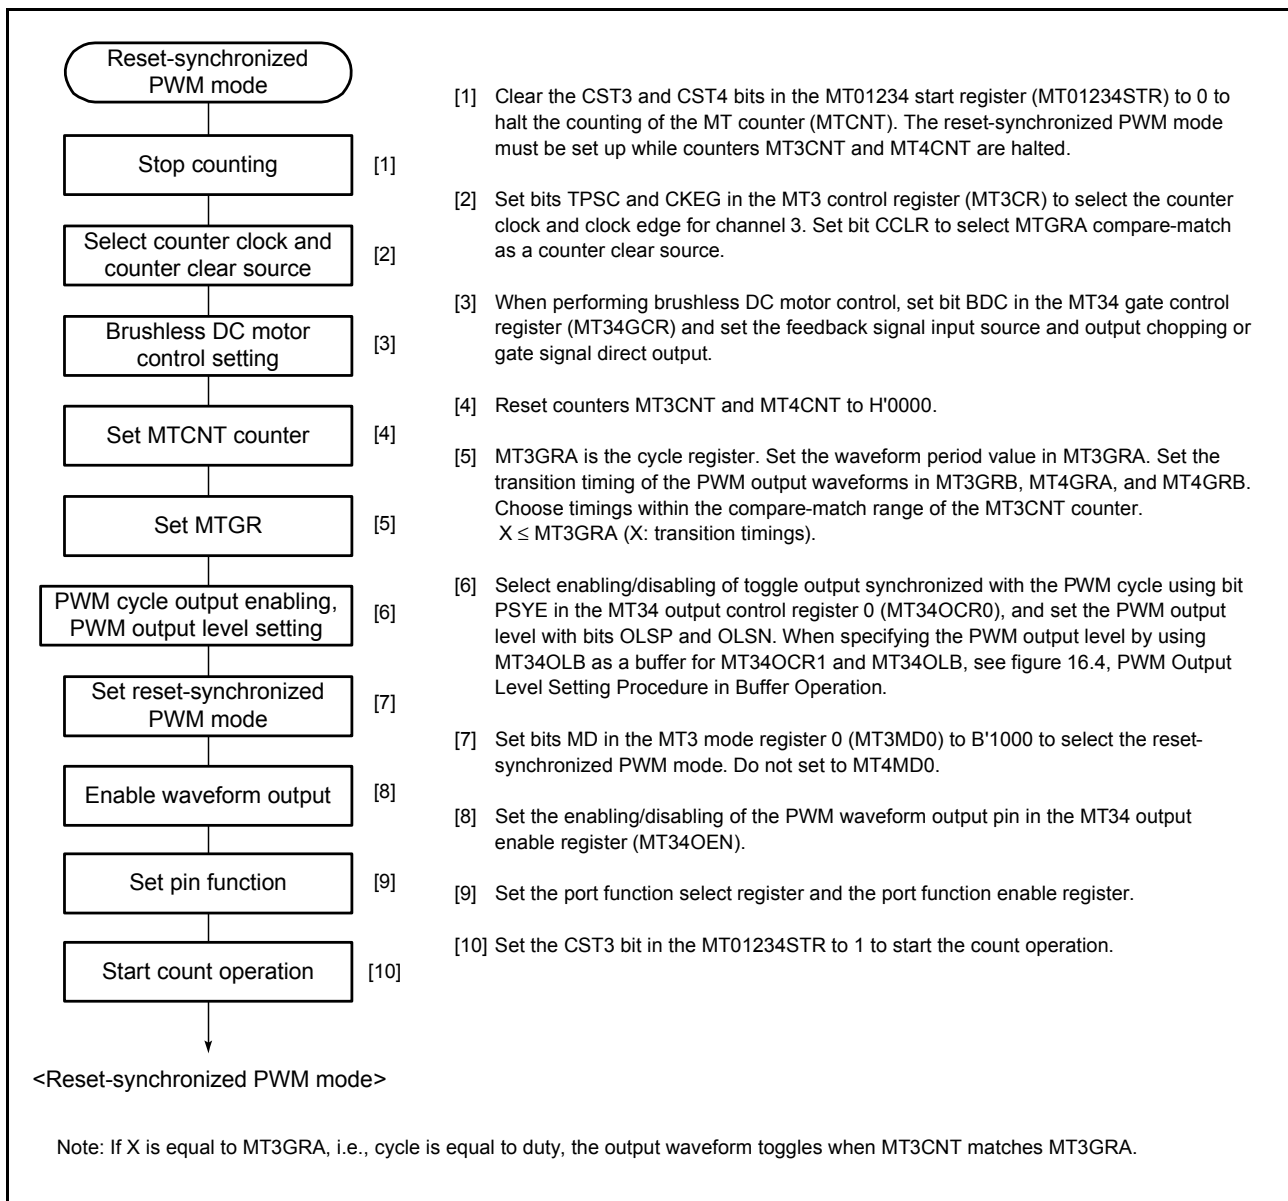 Reset-synchronized
PWM mode
Stop counting
[1]
Select counter clock and
counter clear source
[2]
Brushless DC motor
control setting
[3]
Set MTCNT counter
[4]
Set MTGR
[5]
PWM cycle output enabling,
PWM output level setting
[6]
Set reset-synchronized
PWM mode
[7]
Enable waveform output
[8]
Set pin function
[9]
Start count operation
[10]
<Reset-synchronized PWM mode>
[1] Clear the CST3 and CST4 bits in the MT01234 start register (MT01234STR) to 0 to
halt the counting of the MT counter (MTCNT). The reset-synchronized PWM mode
must be set up while counters MT3CNT and MT4CNT are halted.
[2] Set bits TPSC and CKEG in the MT3 control register (MT3CR) to select the counter
clock and clock edge for channel 3. Set bit CCLR to select MTGRA compare-match
as a counter clear source.
[3] When performing brushless DC motor control, set bit BDC in the MT34 gate control
register (MT34GCR) and set the feedback signal input source and output chopping or
gate signal direct output.
[4] Reset counters MT3CNT and MT4CNT to H'0000.
[5] MT3GRA is the cycle register. Set the waveform period value in MT3GRA. Set the
transition timing of the PWM output waveforms in MT3GRB, MT4GRA, and MT4GRB.
Choose timings within the compare-match range of the MT3CNT counter.
X ≤ MT3GRA (X: transition timings).
[6] Select enabling/disabling of toggle output synchronized with the PWM cycle using bit
PSYE in the MT34 output control register 0 (MT34OCR0), and set the PWM output
level with bits OLSP and OLSN. When specifying the PWM output level by using
MT34OLB as a buffer for MT34OCR1 and MT34OLB, see figure 16.4, PWM Output
Level Setting Procedure in Buffer Operation.
[7] Set bits MD in the MT3 mode register 0 (MT3MD0) to B'1000 to select the reset-
synchronized PWM mode. Do not set to MT4MD0.
[8] Set the enabling/disabling of the PWM waveform output pin in the MT34 output
enable register (MT34OEN).
[9] Set the port function select register and the port function enable register.
[10] Set the CST3 bit in the MT01234STR to 1 to start the count operation.
Note: If X is equal to MT3GRA, i.e., cycle is equal to duty, the output waveform toggles when MT3CNT matches MT3GRA.